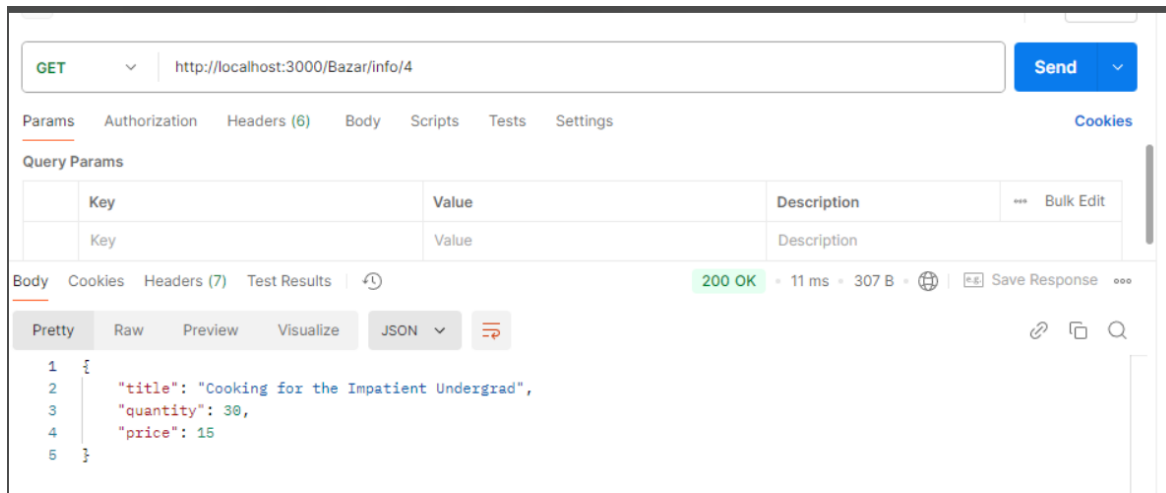 GET http://localhost:3000/Bazar/info/4 Send
Params Authorization Headers (6) Body Scripts Tests Settings Cookies
Query Params
Key Value Description ••• Bulk Edit
Key Value Description
Body Cookies Headers (7) Test Results 200 OK • 11 ms • 307 B • e.g. Save Response •••
Pretty Raw Preview Visualize JSON
1 {
2 "title": "Cooking for the Impatient Undergrad",
3 "quantity": 30,
4 "price": 15
5 }